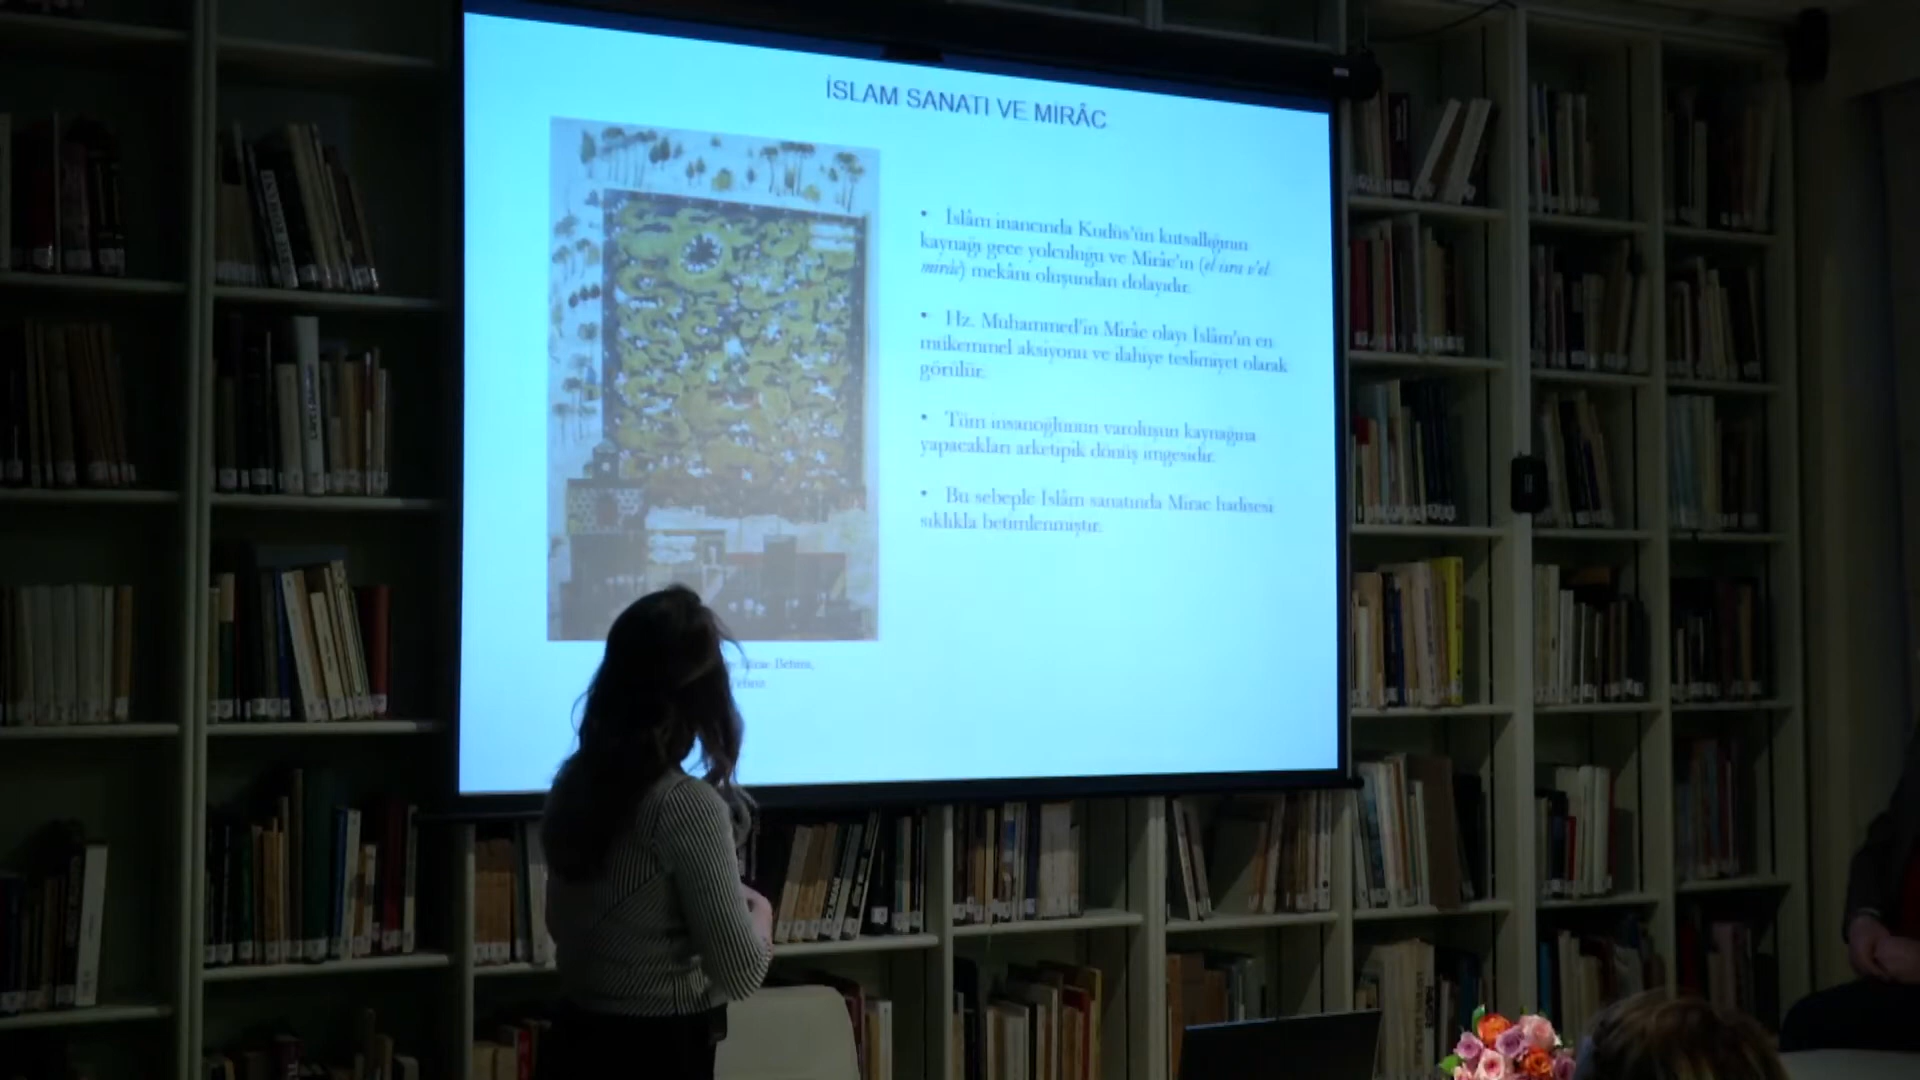 İSLAM SANATI VE MİRÂC
• İslâm inancında Kudüs'ün kutsallığının
kaynağı gece yolculuğu ve Mirâc'ın (el isra v'el
mirâc) mekânı oluşundan dolayıdır.
• Hz. Muhammed'in Mirâc olayı İslâm'ın en
mükemmel aksiyonu ve ilahiye teslimiyet olarak
görülür.
• Tüm insanoğlunun varoluşun kaynağına
yapacakları arketipik dönüş imgesidir.
• Bu sebeple İslâm sanatında Mirac hadisesi
sıklıkla betimlenmiştir.